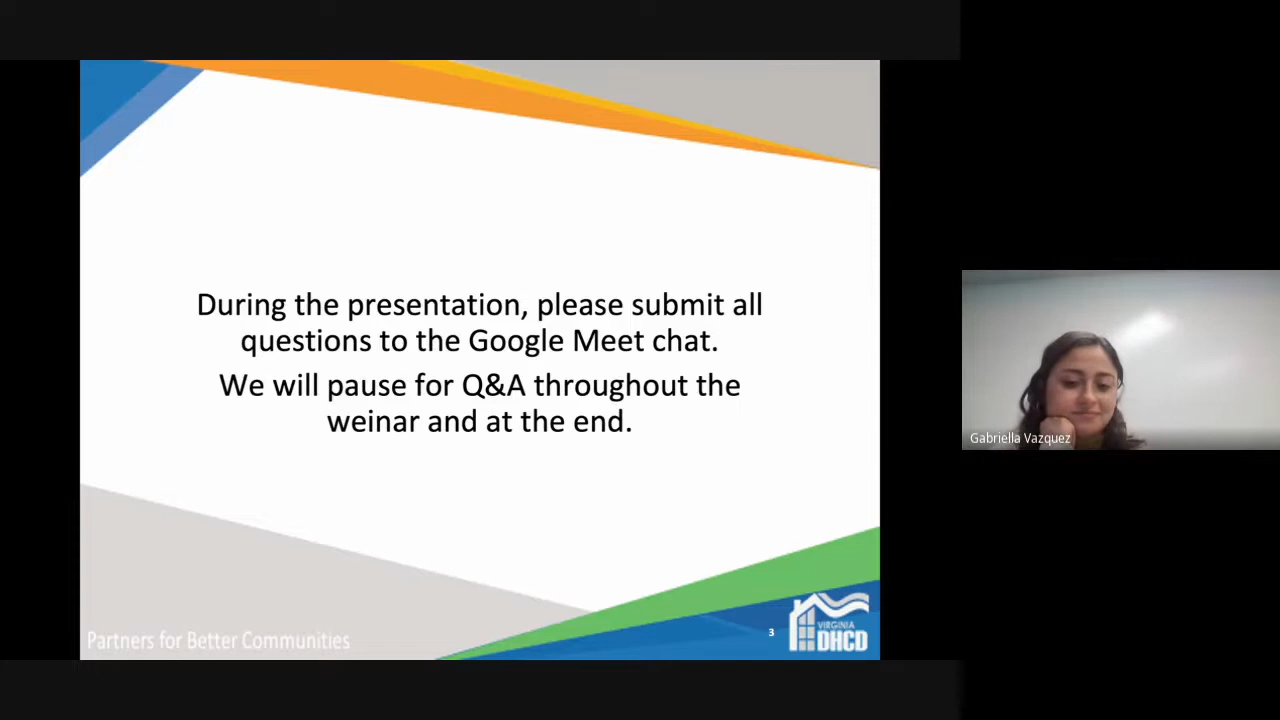 During the presentation, please submit all
questions to the Google Meet chat.
We will pause for Q&A throughout the
weinar and at the end.
Gabriella Vazquez
Partners for Better Communities
3
VIRGINIA
DHCD